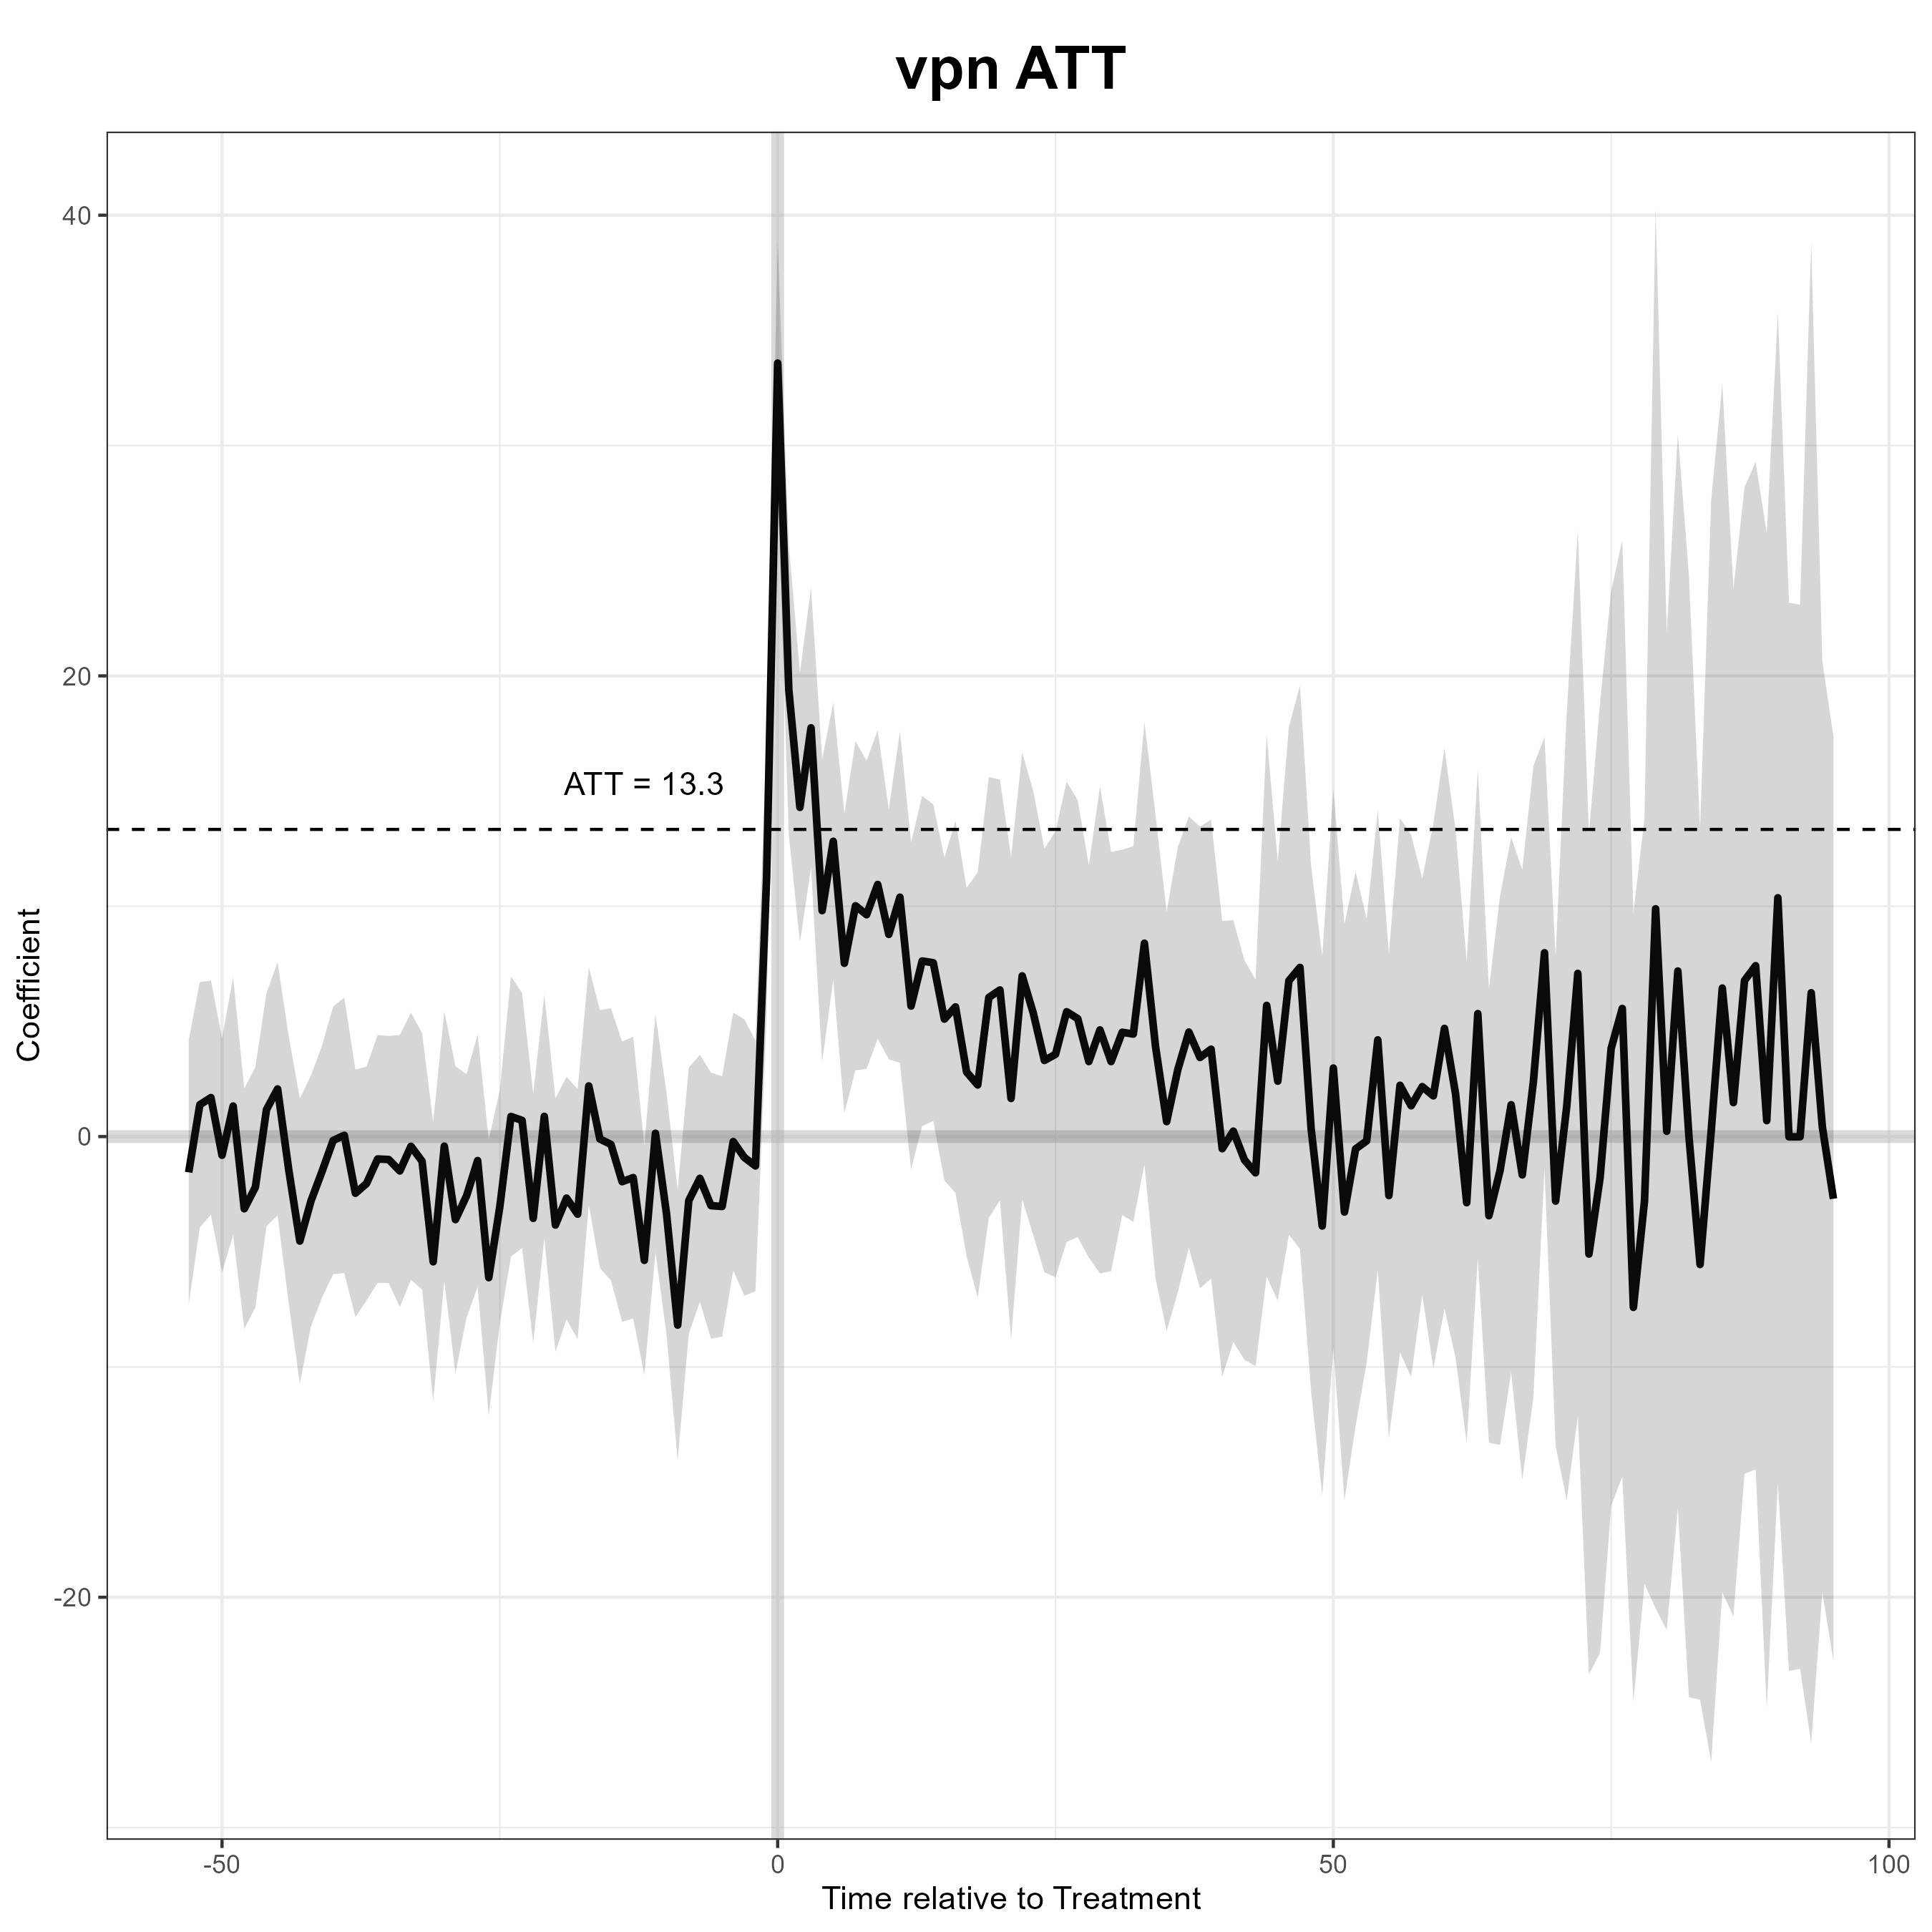 vpn ATT
40
20
0
-20
Coefficient
ATT = 13.3
-50
0
50
100
Time relative to Treatment